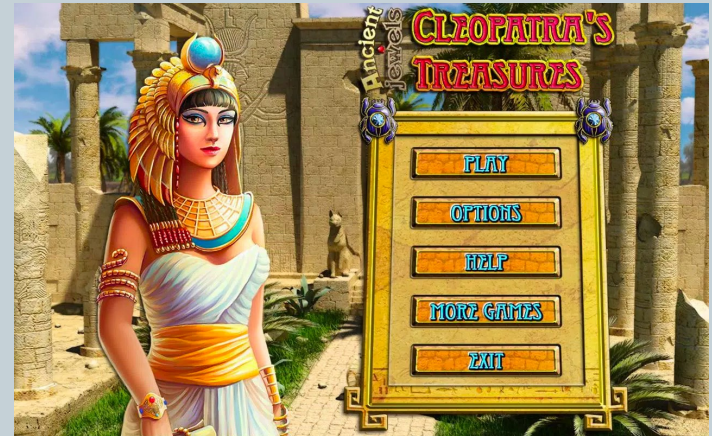 Ancient
jewels
CLEOPATRA'S
TREASURES
PLAY
OPTIONS
HELP
MORE GAMES
EXIT